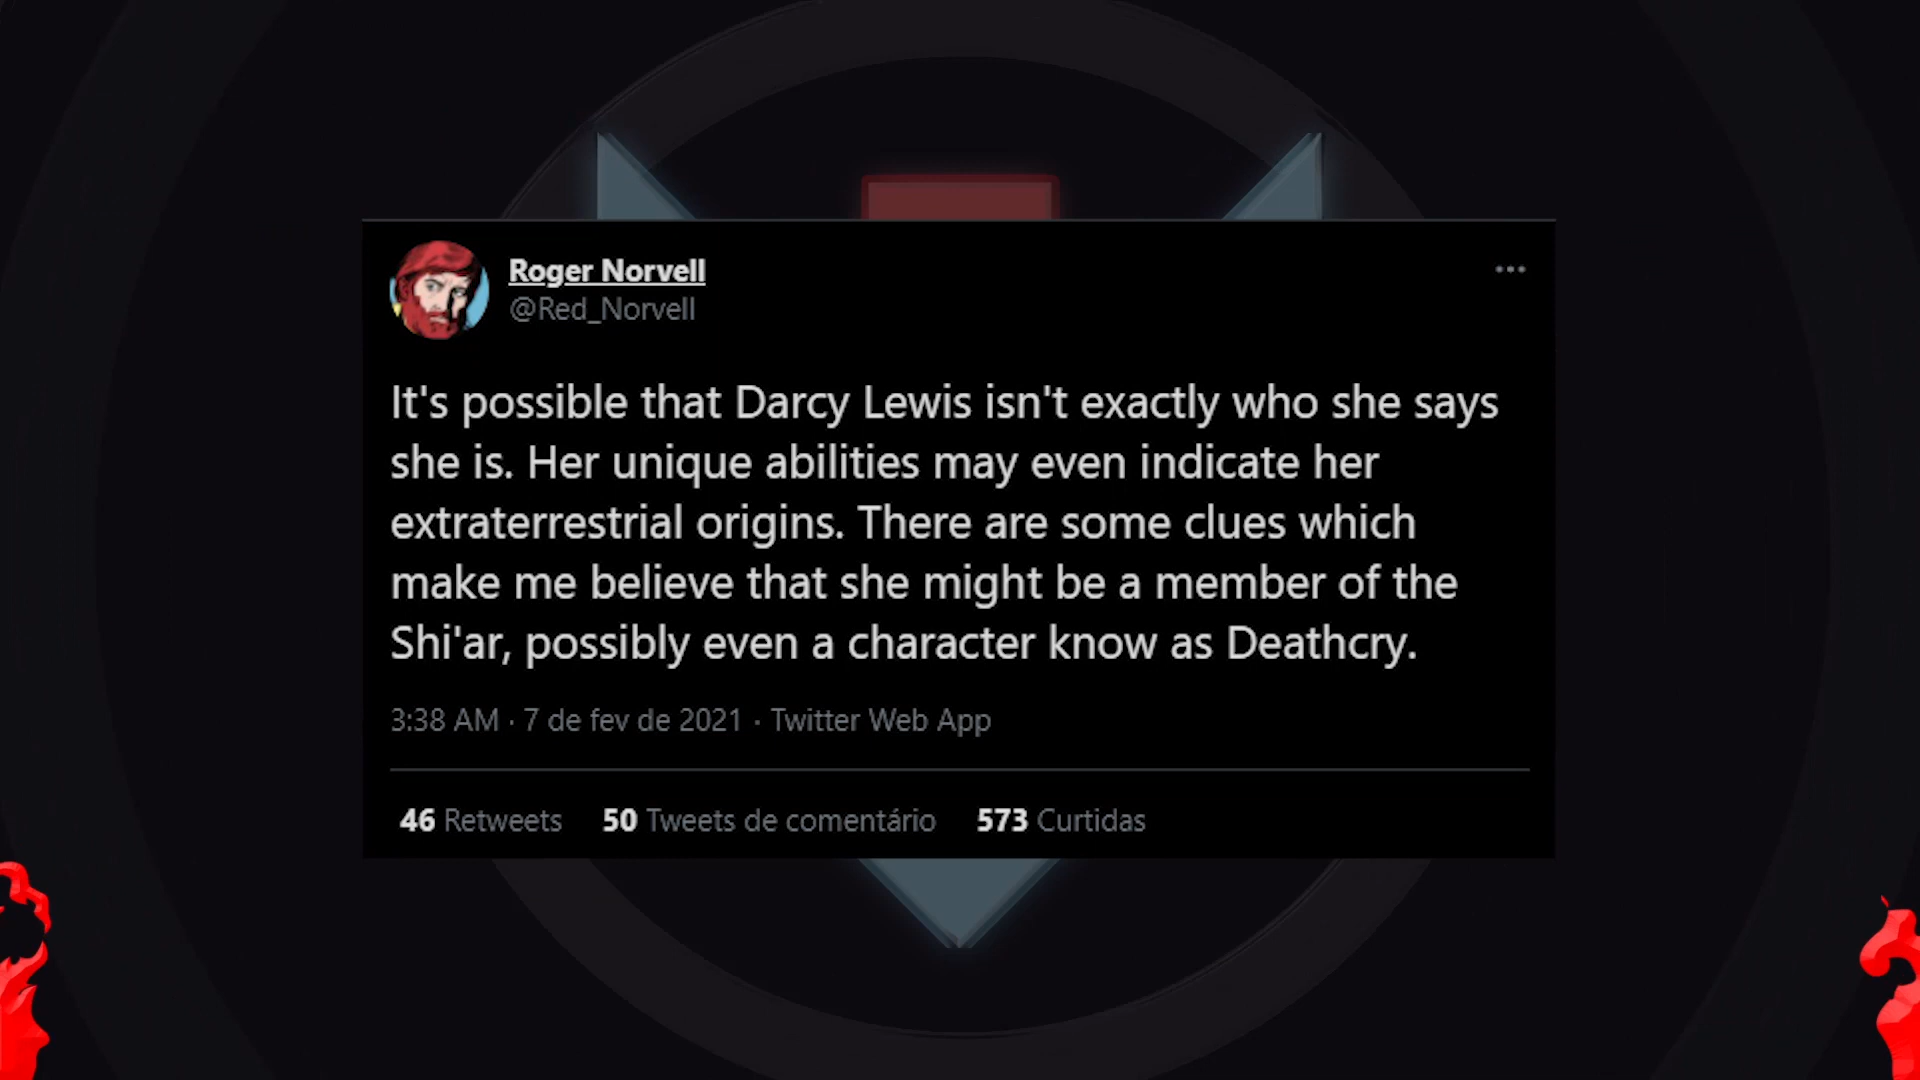 Roger Norvell
@Red_Norvell
It's possible that Darcy Lewis isn't exactly who she says
she is. Her unique abilities may even indicate her
extraterrestrial origins. There are some clues which
make me believe that she might be a member of the
Shi'ar, possibly even a character know as Deathcry.
3:38 AM · 7 de fev de 2021 · Twitter Web App
46 Retweets 50 Tweets de comentário 573 Curtidas